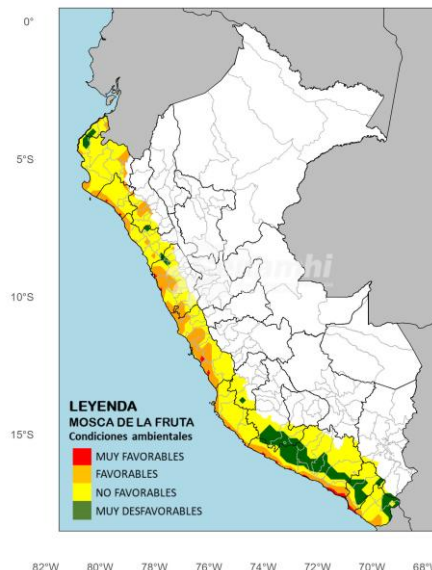 0°
5°S
10°S
15°S
LEYENDA
MOSCA DE LA FRUTA
Condiciones ambientales
MUY FAVORABLES
FAVORABLES
NO FAVORABLES
MUY DESFAVORABLES
82°W 80°W 78°W 76°W 74°W 72°W 70°W